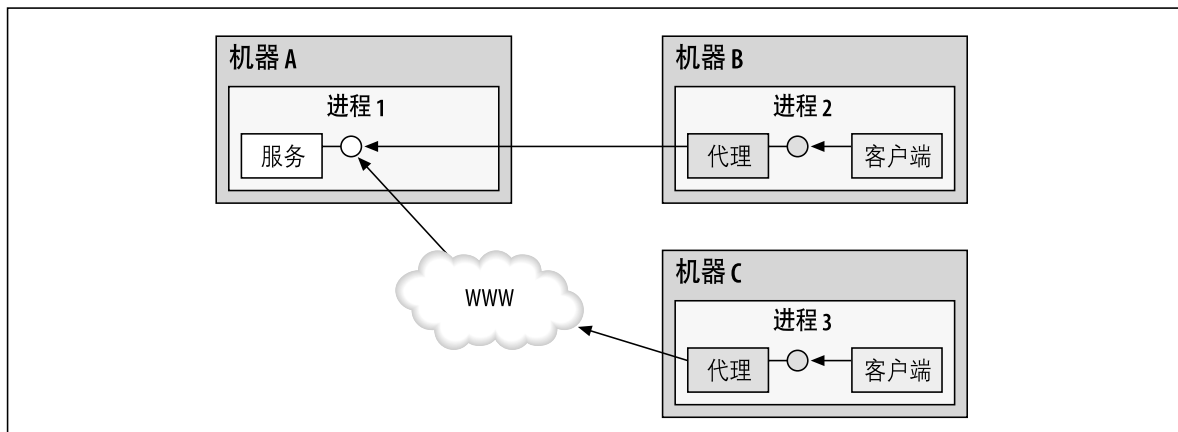 机器 A
进程 1
服务
机器 B
进程 2
代理
客户端
WWW
机器 C
进程 3
代理
客户端